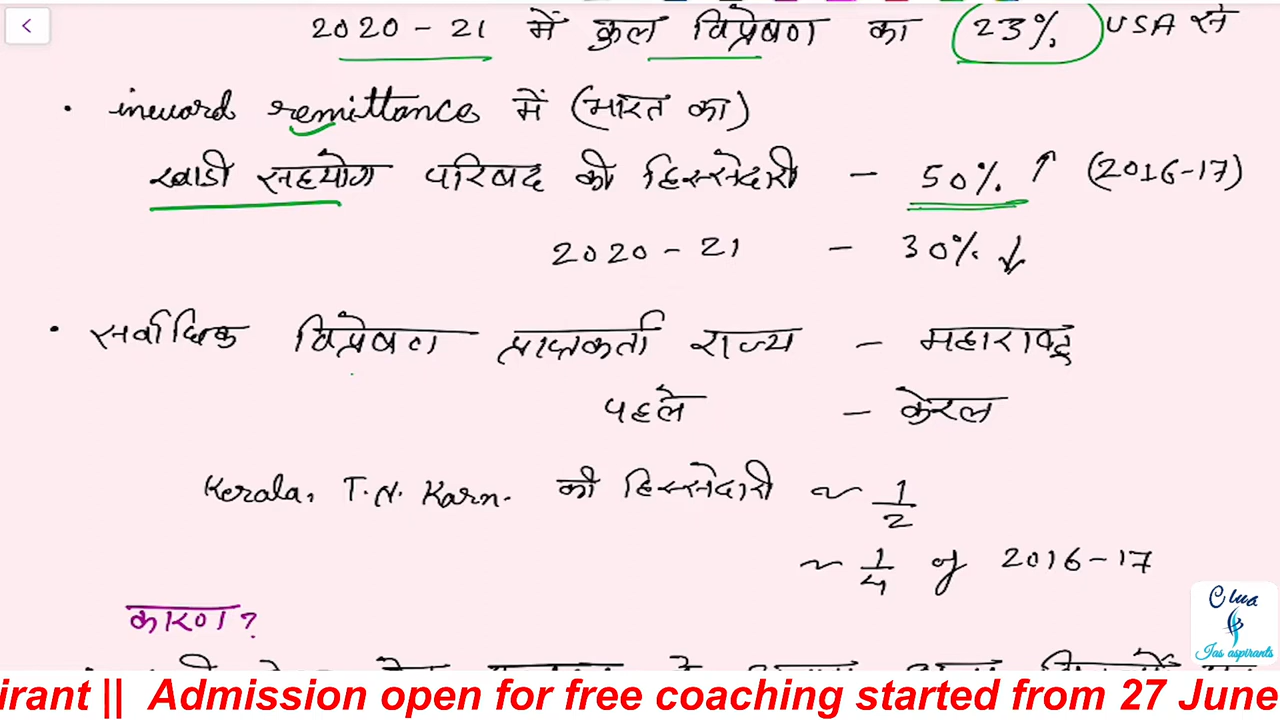 2020-21 में कुल विप्रेषण का 23% USA से
• inward remittance में (भारत का)
खाडी सहयोग परिषद की हिस्सेदारी - 50% ↑ (2016-17)
2020-21 - 30% ↓
• सर्वाधिक विप्रेषण प्राप्तकर्ता राज्य - महाराष्ट्र
पहले - केरल
Kerala, T.N. Karn. की हिस्सेदारी ~ 1/2
~ 1/4 of 2016-17
कारण?
Clue
Ias aspirants
irant || Admission open for free coaching started from 27 June